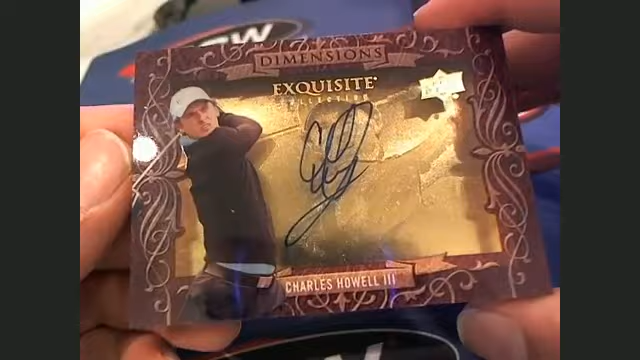 DIMENSIONS
EXQUISITE
COLLECTION
CHARLES HOWELL III